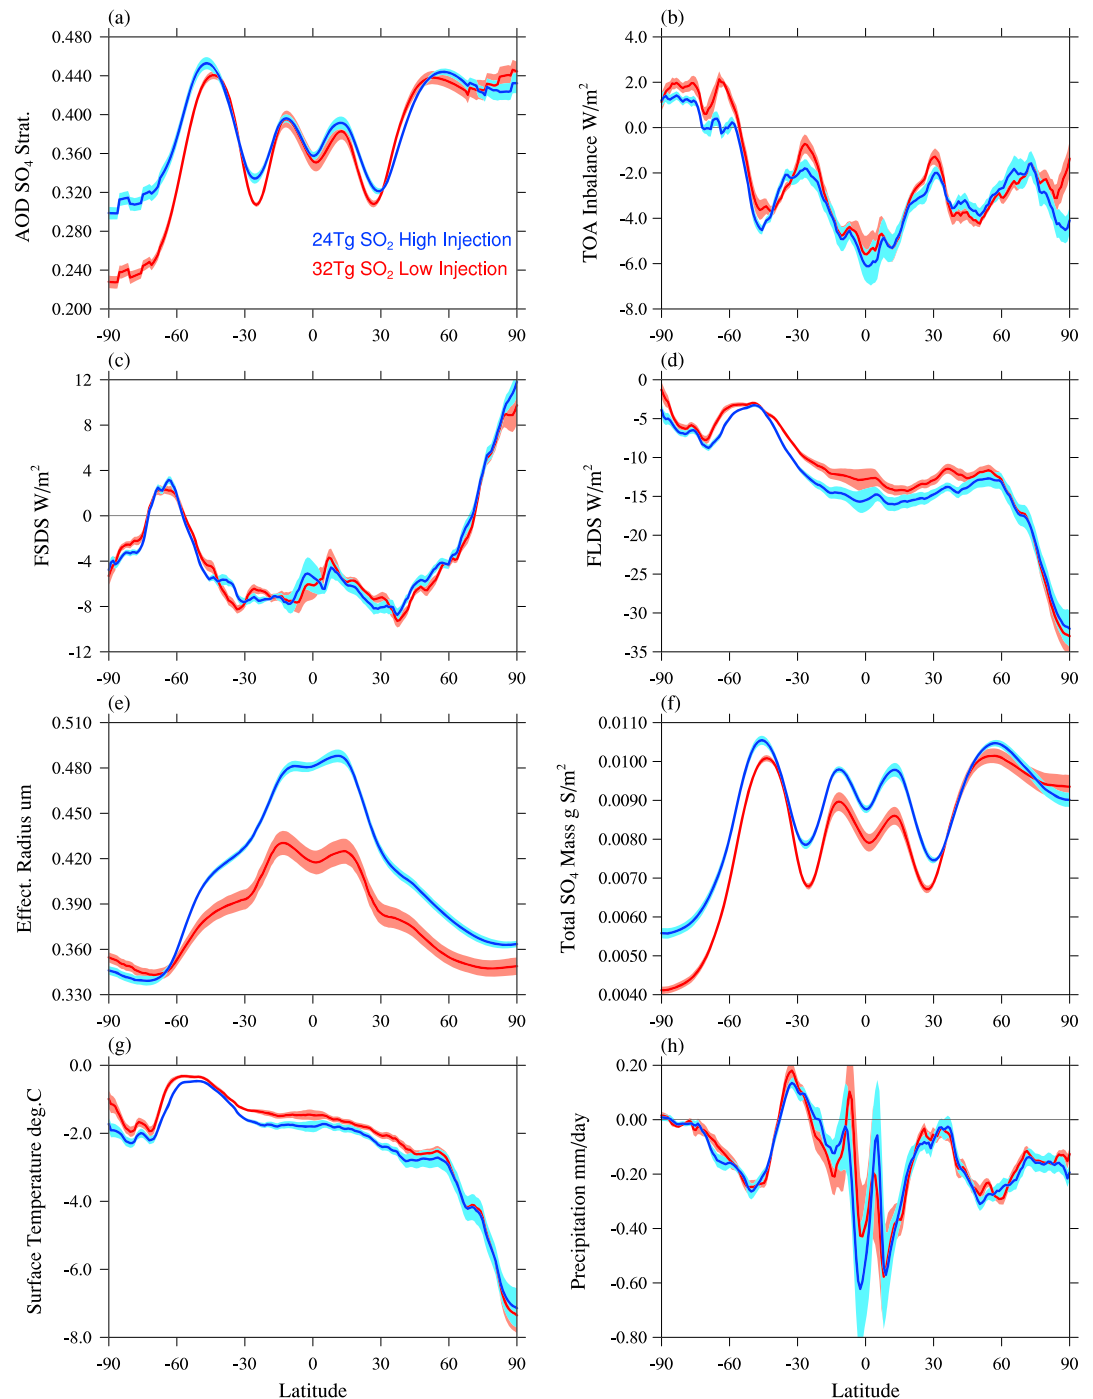 (a)
AOD SO4 Strat.
0.480
0.440
0.400
0.360
0.320
0.280
0.240
0.200
24Tg SO2 High Injection
32Tg SO2 Low Injection
-90 -60 -30 0 30 60 90
(b)
TOA Inbalance W/m2
4.0
2.0
0.0
-2.0
-4.0
-6.0
-8.0
-90 -60 -30 0 30 60 90
(c)
FSDS W/m2
12
8
4
0
-4
-8
-12
-90 -60 -30 0 30 60 90
(d)
FLDS W/m2
0
-5
-10
-15
-20
-25
-30
-35
-90 -60 -30 0 30 60 90
(e)
Effect. Radius um
0.510
0.480
0.450
0.420
0.390
0.360
0.330
-90 -60 -30 0 30 60 90
(f)
Total SO4 Mass g S/m2
0.0110
0.0100
0.0090
0.0080
0.0070
0.0060
0.0050
0.0040
-90 -60 -30 0 30 60 90
(g)
Surface Temperature deg.C
0.0
-2.0
-4.0
-6.0
-8.0
-90 -60 -30 0 30 60 90
Latitude
(h)
Precipitation mm/day
0.20
0.00
-0.20
-0.40
-0.60
-0.80
-90 -60 -30 0 30 60 90
Latitude